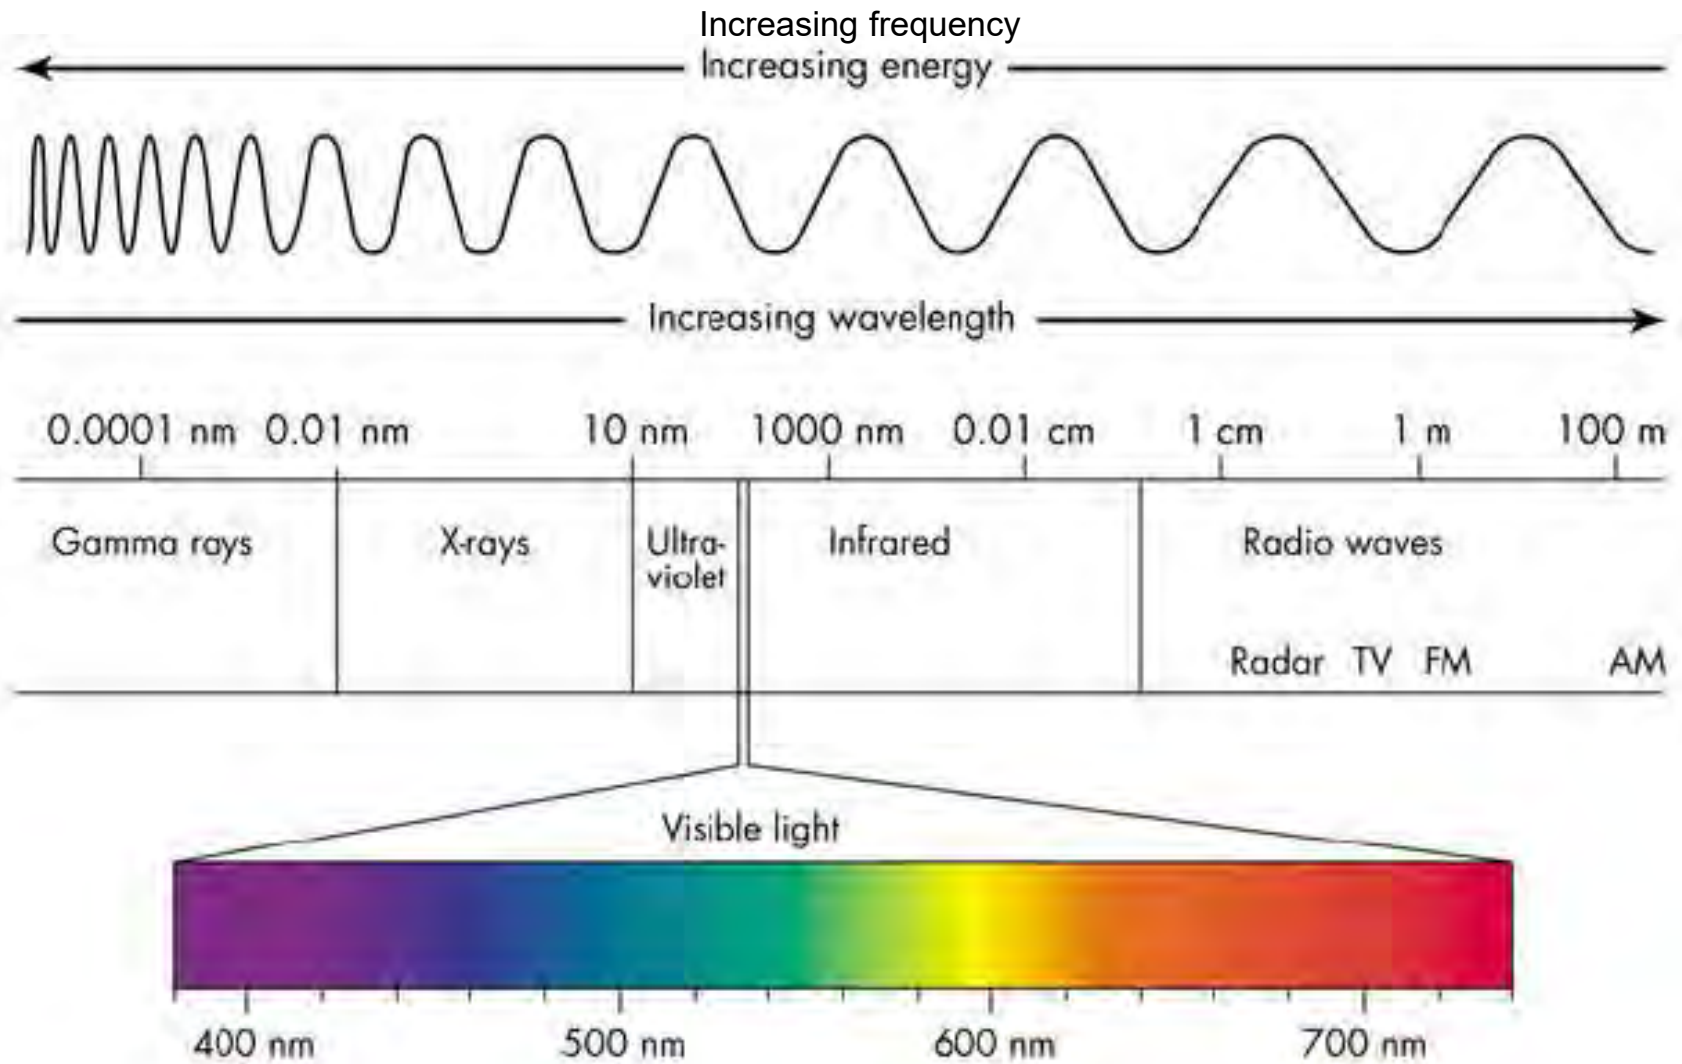 Increasing frequency
Increasing energy
Increasing wavelength
0.0001 nm 0.01 nm 10 nm 1000 nm 0.01 cm 1 cm 1 m 100 m
Gamma rays X-rays Ultra- Infrared Radio waves
violet
Radar TV FM AM
Visible light
400 nm 500 nm 600 nm 700 nm